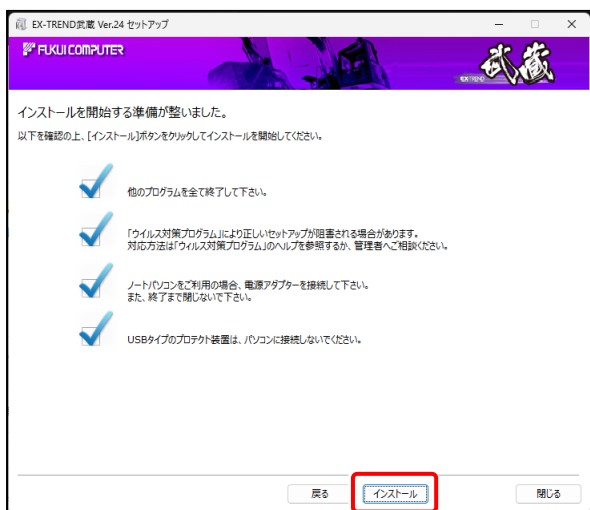 EX-TREND武蔵 Ver.24 セットアップ
FUKUI COMPUTER
EX-TREND 武蔵
インストールを開始する準備が整いました。
以下を確認の上、[インストール]ボタンをクリックしてインストールを開始してください。
他のプログラムを全て終了して下さい。
「ウイルス対策プログラム」により正しいセットアップが阻害される場合があります。
対応方法は「ウィルス対策プログラム」のヘルプを参照するか、管理者へご相談ください。
ノートパソコンをご利用の場合、電源アダプターを接続して下さい。
また、終了まで閉じないで下さい。
USBタイプのプロテクト装置は、パソコンに接続しないでください。
戻る インストール 閉じる